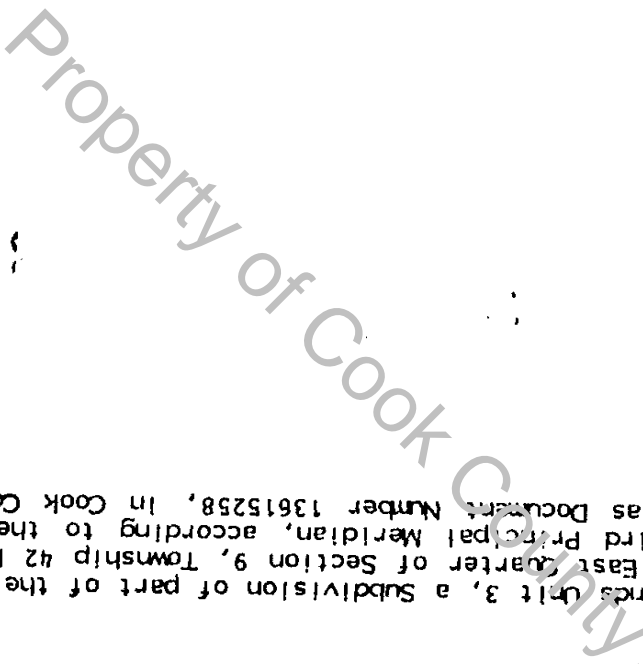 Property of Cook County
nds Unit 3, a Subdivision of part of the
East Quarter of Section 9, Township 42
ird Principal Meridian, according to the
as Document Number 13615258, in Cook Co